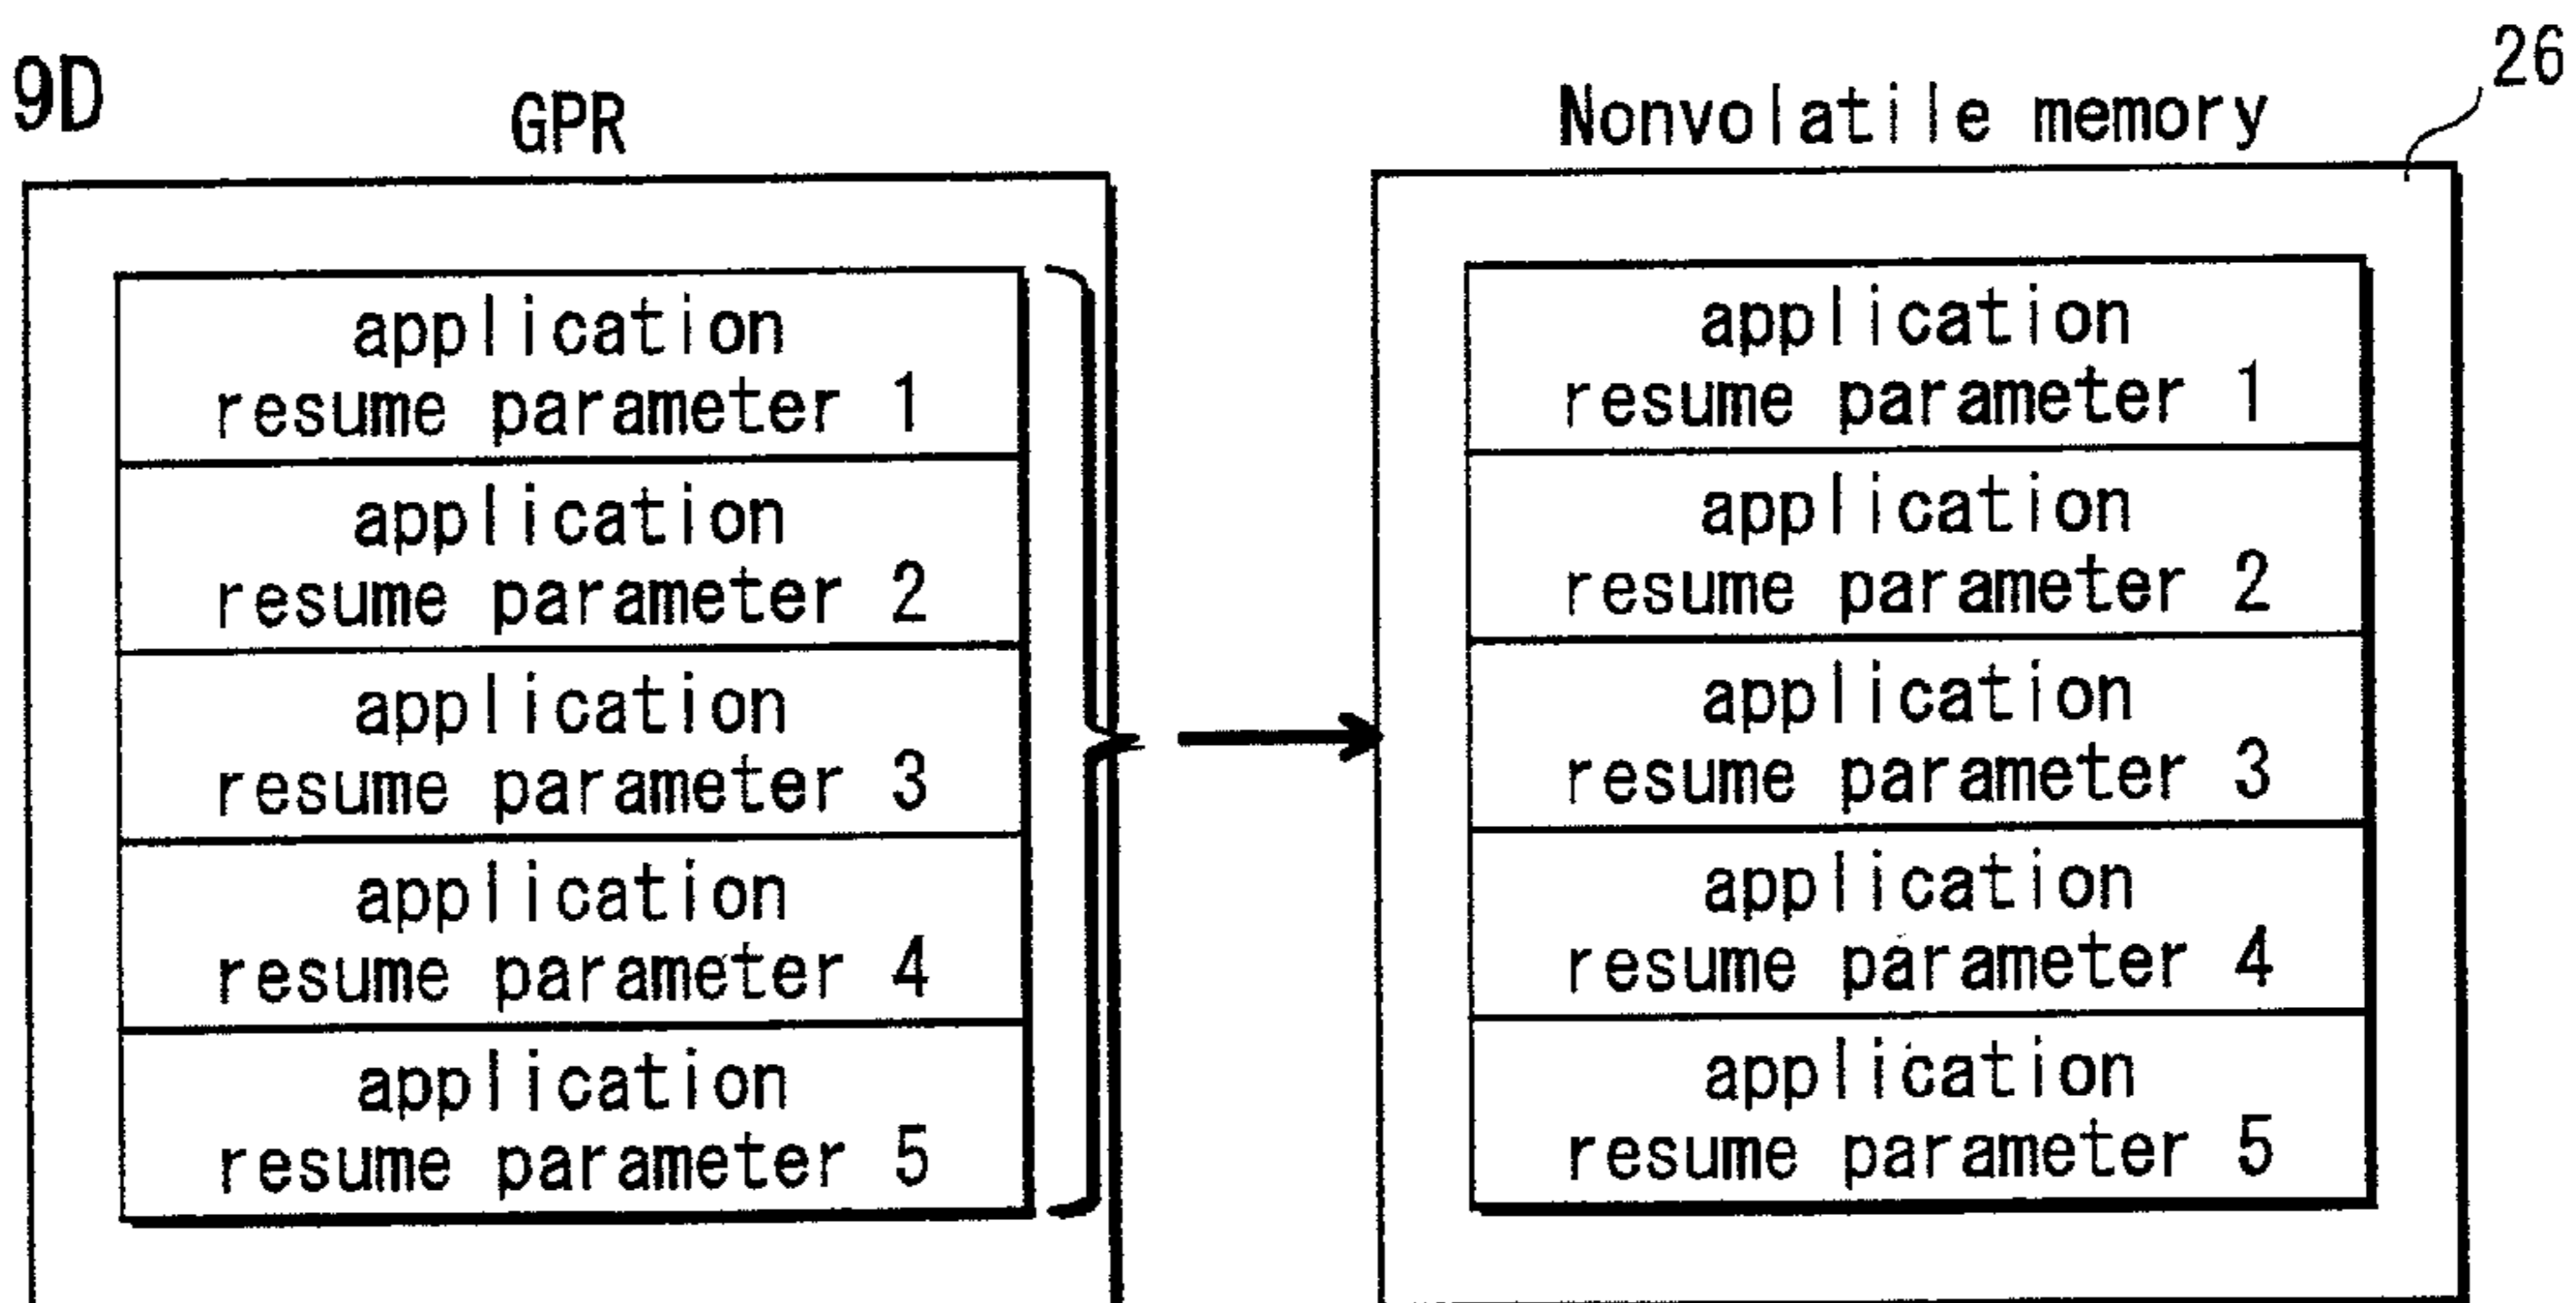 9D
GPR
application
resume parameter 1
application
resume parameter 2
application
resume parameter 3
application
resume parameter 4
application
resume parameter 5
Nonvolatile memory
26
application
resume parameter 1
application
resume parameter 2
application
resume parameter 3
application
resume parameter 4
application
resume parameter 5